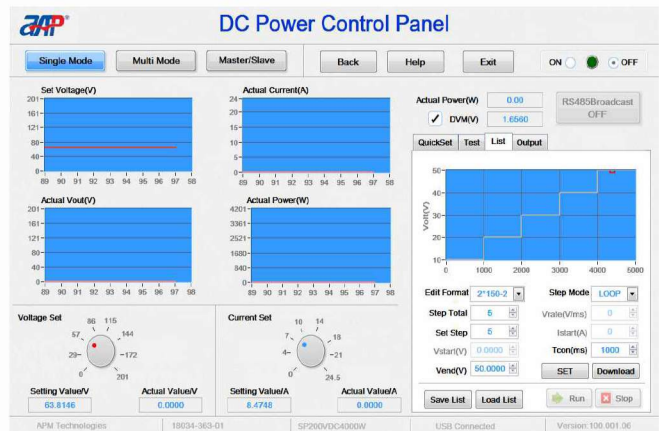 APM
DC Power Control Panel
Single Mode Multi Mode Master/Slave Back Help Exit ON OFF
Set Voltage(V) Actual Current(A)
201 161 121 80 40 0
89 90 91 92 93 94 95 96 97 98
24 20 15 10 5 0
89 90 91 92 93 94 95 96 97 98
Actual Power(W) 0.00 RS485Broadcast OFF
DVM(V) 1.6560
QuickSet Test List Output
Actual Vout(V) Actual Power(W)
201 161 121 80 40 0
89 90 91 92 93 94 95 96 97 98
4201 3361 2521 1680 840 0
89 90 91 92 93 94 95 96 97 98
Volt(V)
50 40 30 20 10
0 1000 2000 3000 4000 5000
Edit Format 2*150-2 Step Mode LOOP
Step Total 5 Vrate(V/ms) 0
Set Step 5 Istart(A) 0
Vstart(V) 0.0000 Tcon(ms) 1000
Vend(V) 50.0000 SET Download
Save List Load List Run Stop
Voltage Set
0 29 57 86 115 144 172 201
Setting Value/V Actual Value/V
63.8146 0.0000
Current Set
0 4 7 10 14 18 21 24.5
Setting Value/A Actual Value/A
8.4748 0.0000
APM Technologies 18034-363-01 SP200VDC4000W USB Connected Version 100.001.06